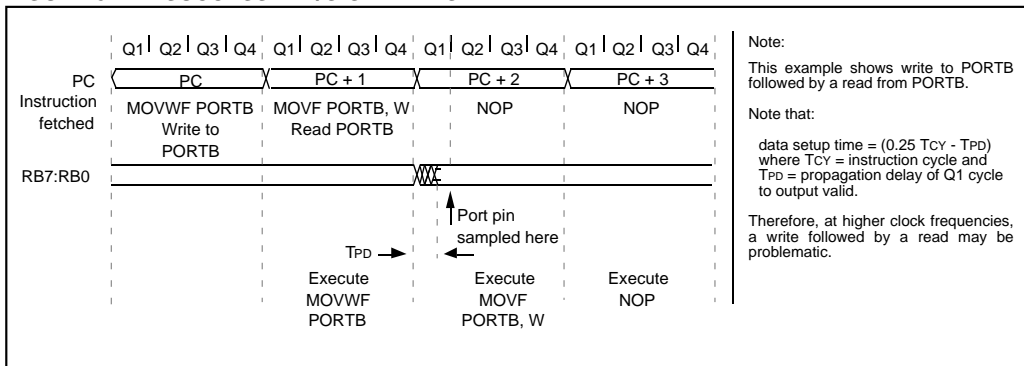 Q1 Q2 Q3 Q4 Q1 Q2 Q3 Q4 Q1 Q2 Q3 Q4 Q1 Q2 Q3 Q4
PC PC PC + 1 PC + 2 PC + 3
Instruction
fetched
MOVWF PORTB
Write to
PORTB
MOVF PORTB, W
Read PORTB
NOP
NOP
RB7:RB0
Port pin
sampled here
TPD
Execute
MOVWF
PORTB
Execute
MOVF
PORTB, W
Execute
NOP
Note:
This example shows write to PORTB
followed by a read from PORTB.
Note that:
data setup time = (0.25 TCY - TPD)
where TCY = instruction cycle and
TPD = propagation delay of Q1 cycle
to output valid.
Therefore, at higher clock frequencies,
a write followed by a read may be
problematic.